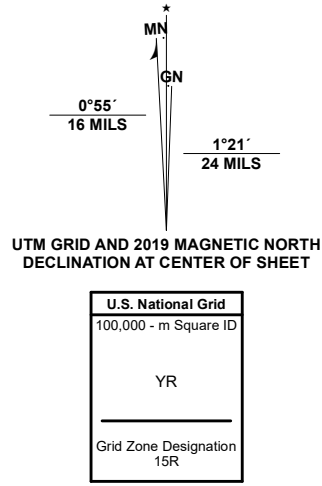 ★
MN
GN
0°55´
16 MILS
1°21´
24 MILS
UTM GRID AND 2019 MAGNETIC NORTH
DECLINATION AT CENTER OF SHEET
U.S. National Grid
100,000 - m Square ID
YR
Grid Zone Designation
15R